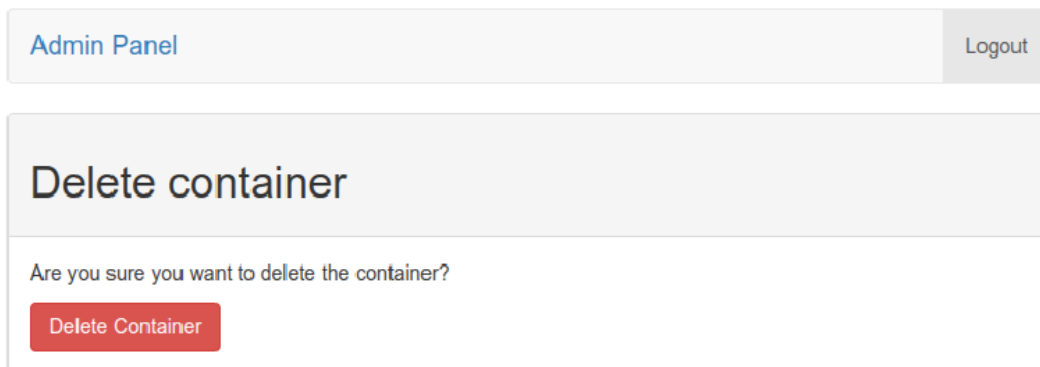 Admin Panel
Logout
Delete container
Are you sure you want to delete the container?
Delete Container